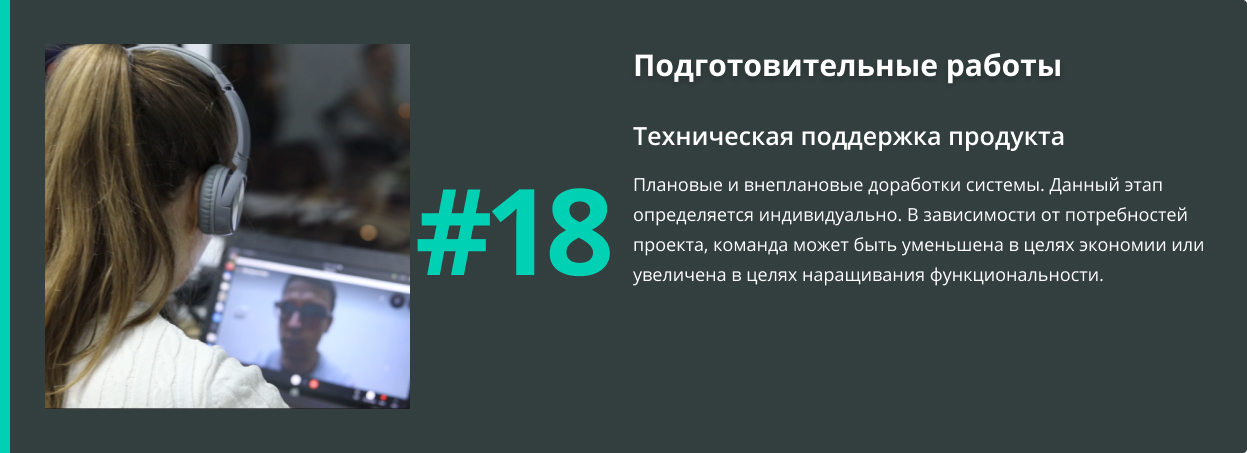 Подготовительные работы
Техническая поддержка продукта
#18
Плановые и внеплановые доработки системы. Данный этап
определяется индивидуально. В зависимости от потребностей
проекта, команда может быть уменьшена в целях экономии или
увеличена в целях наращивания функциональности.